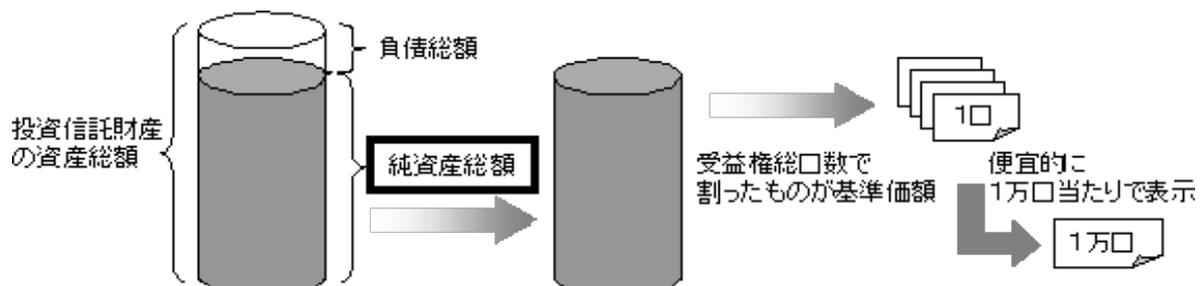 負債総額
投資信託財産
の資産総額
純資産総額
受益権総口数で
割ったものが基準価額
1口
便宜的に
1万口当たりで表示
1万口